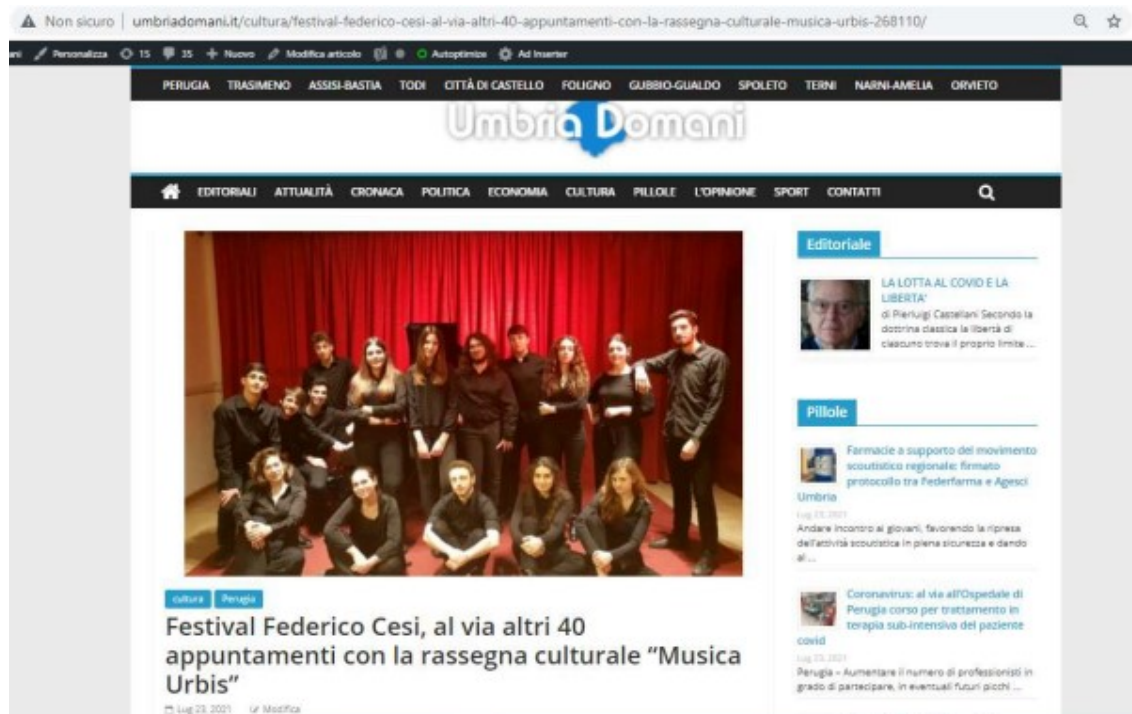 Non sicuro | umbriadomani.it/cultura/festival-federico-cesi-al-via-altri-40-appuntamenti-con-la-rassegna-culturale-musica-urbis-268110/
Personalizza 15 35 + Nuovo Modifica articolo Autoptimize Ad Inserter
PERUGIA TRASIMENO ASSISI-BASTIA TODI CITTÀ DI CASTELLO FOLIGNO GUBBIO-GUALDO SPOLETO TERNI NARNI-AMELIA ORVIETO
Umbria Domani
EDITORIALI ATTUALITÀ CRONACA POLITICA ECONOMIA CULTURA PILLOLE L'OPINIONE SPORT CONTATTI
cultura Perugia
Festival Federico Cesi, al via altri 40
appuntamenti con la rassegna culturale “Musica
Urbis”
Lug 23, 2021 Modifica
Editoriale
LA LOTTA AL COVID E LA
LIBERTA'
di Pierluigi Castellani Secondo la
dottrina classica la libertà di
ciascuno trova il proprio limite ...
Pillole
Farmacie a supporto del movimento
scoutistico regionale: firmato
protocollo tra Federfarma e Agesci
Umbria
Lug 23, 2021
Andare incontro ai giovani, favorendo la ripresa
dell'attività scoutistica in piena sicurezza e dando
al ...
Coronavirus: al via all'Ospedale di
Perugia corso per trattamento in
terapia sub-intensiva del paziente
covid
Lug 23, 2021
Perugia – Aumentare il numero di professionisti in
grado di partecipare, in eventuali futuri picchi ...